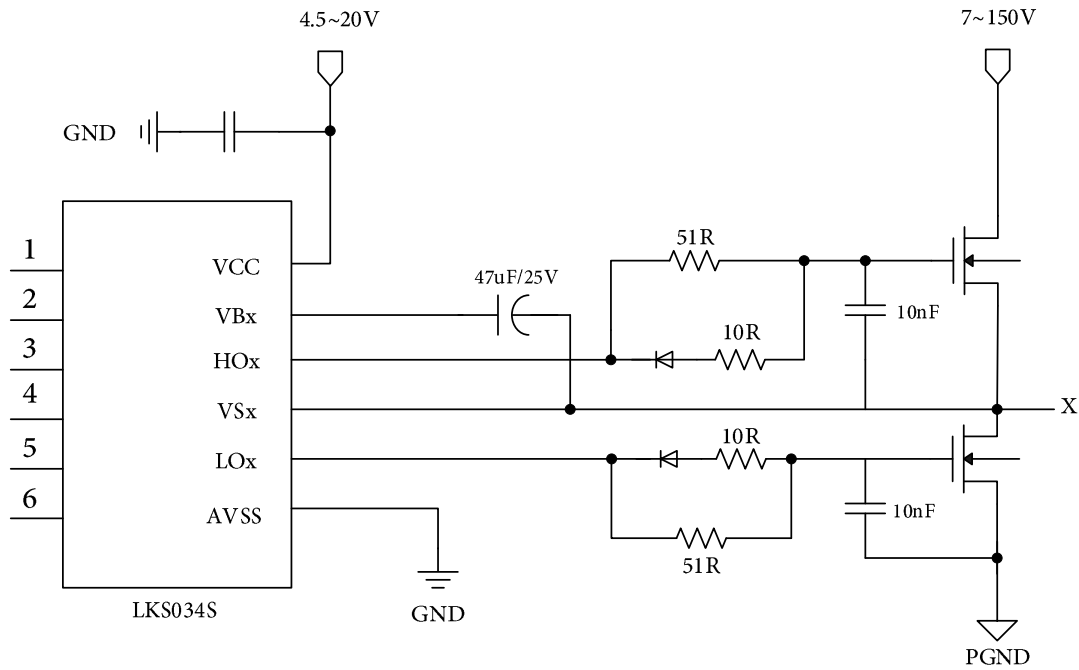 4.5~20V
7~150V
GND
51R
1
VCC
47uF/25V
2
VBx
10nF
10R
3
HOx
4
VSx
X
10R
5
LOx
6
AVSS
10nF
51R
LKS034S
GND
PGND